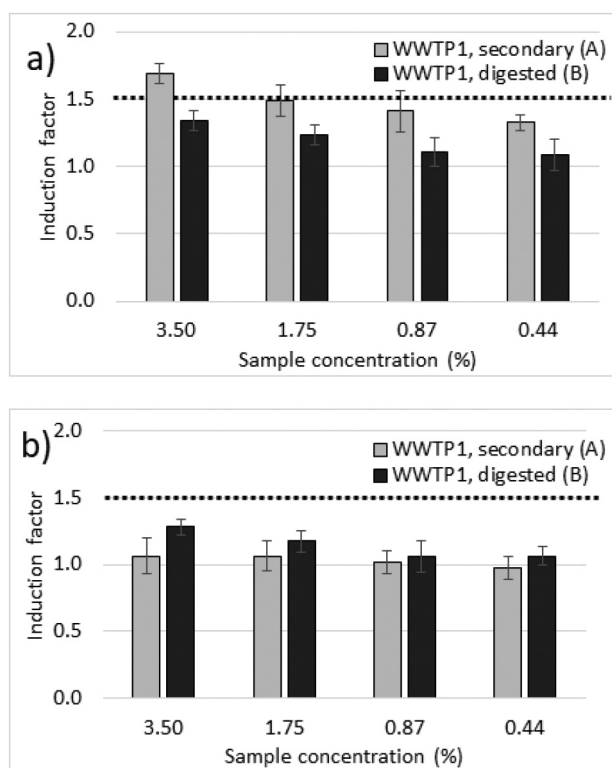 a)
2.0
1.5
1.0
0.5
0.0
Induction factor
WWTP1, secondary (A)
WWTP1, digested (B)
3.50 1.75 0.87 0.44
Sample concentration (%)
b)
2.0
1.5
1.0
0.5
0.0
Induction factor
WWTP1, secondary (A)
WWTP1, digested (B)
3.50 1.75 0.87 0.44
Sample concentration (%)